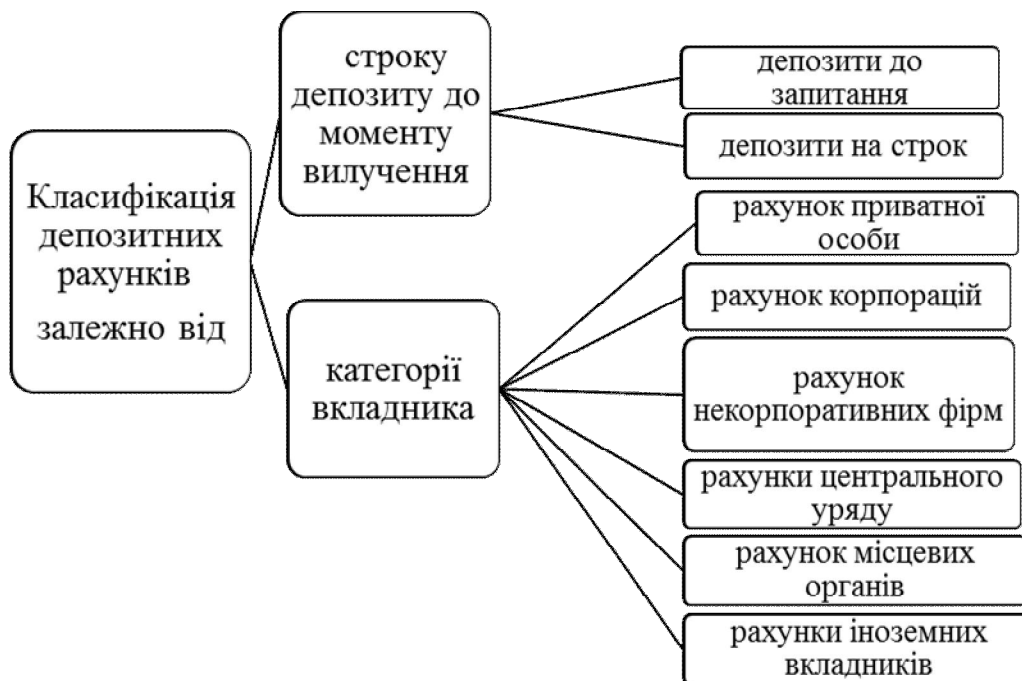 Класифікація
депозитних
рахунків
залежно від
строку
депозиту до
моменту
вилучення
депозити до
запитання
депозити на строк
категорії
вкладника
рахунок приватної
особи
рахунок корпорацій
рахунок
некорпоративних фірм
рахунки центрального
уряду
рахунок місцевих
органів
рахунки іноземних
вкладників